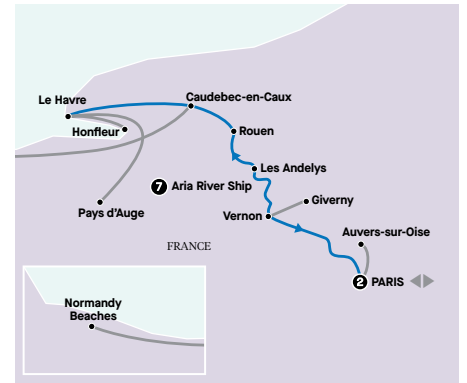 Le Havre
Caudebec-en-Caux
Honfleur
Rouen
Les Andelys
7 Aria River Ship
Giverny
Pays d'Auge
Vernon
Auvers-sur-Oise
FRANCE
2 PARIS
Normandy
Beaches